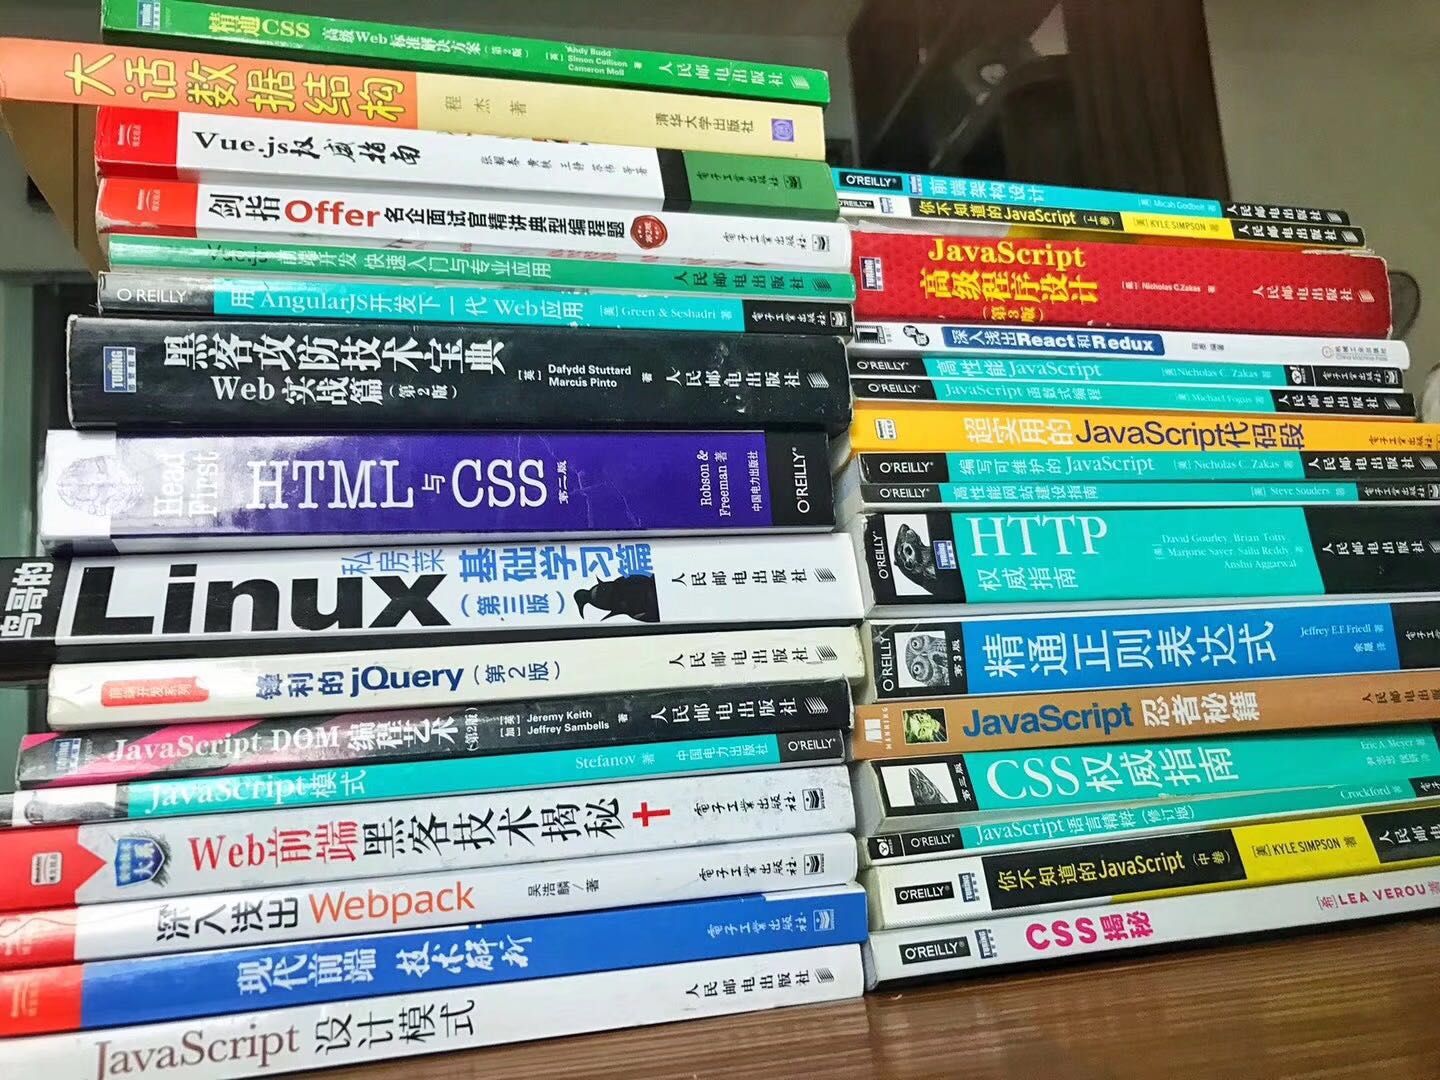 精通CSS 高级Web标准解决方案(第2版) [英] Andy Budd Simon Collison Cameron Moll 著 人民邮电出版社
大话数据结构 程杰 著 清华大学出版社
Vue.js权威指南 张耀春 黄轶 王静 苏伟 等著 电子工业出版社
剑指Offer 名企面试官精讲典型编程题 电子工业出版社
前端开发 快速入门与专业应用 人民邮电出版社
O'REILLY 用AngularJS开发下一代Web应用 [美] Green & Seshadri 著 电子工业出版社
TURING 黑客攻防技术宝典 Web实战篇(第2版) [英] Dafydd Stuttard Marcus Pinto 著 人民邮电出版社
Head First HTML与CSS 第二版 Robson & Freeman 著 中国电力出版社 O'REILLY
鸟哥的Linux私房菜 基础学习篇(第三版) 人民邮电出版社
前端开发系列 锋利的jQuery(第2版) 人民邮电出版社
JavaScript DOM编程艺术(第2版) [英] Jeremy Keith [加] Jeffrey Sambells 著 人民邮电出版社
JavaScript模式 Stefanov 著 中国电力出版社 O'REILLY
大系 Web前端黑客技术揭秘 电子工业出版社
深入浅出Webpack 吴浩麟/著 电子工业出版社
现代前端技术解析 电子工业出版社
JavaScript设计模式 人民邮电出版社
O'REILLY 前端架构设计 [美] Micah Godbolt 著 人民邮电出版社
O'REILLY 你不知道的JavaScript(上卷) [美] KYLE SIMPSON 著 人民邮电出版社
JavaScript高级程序设计(第3版) [美] Nicholas C.Zakas 著 人民邮电出版社
深入浅出React和Redux 程墨 编著 机械工业出版社 China Machine Press
O'REILLY 高性能JavaScript [美] Nicholas C. Zakas 著 Y! 电子工业出版社
O'REILLY JavaScript函数式编程 [美] Michael Fogus 著 人民邮电出版社
超实用的JavaScript代码段 电子工业出版社
O'REILLY 编写可维护的JavaScript [美] Nicholas C. Zakas 著 人民邮电出版社
O'REILLY 高性能网站建设指南 [美] Steve Souders 著 电子工业出版社
O'REILLY TURING HTTP权威指南 [美] David Gourley, Brian Totty Marjorie Sayer, Sailu Reddy Anshu Aggarwal 著 人民邮电出版社
O'REILLY 第3版 精通正则表达式 Jeffrey E.F.Friedl 著 余晟 译 电子
MANNING JavaScript忍者秘籍 人民邮电出版
第三版 CSS权威指南 Eric A. Meyer 著
Y! O'REILLY JavaScript语言精粹(修订版) Crockford 著 电子
O'REILLY 你不知道的JavaScript(中卷) [美] KYLE SIMPSON 著 人民邮
O'REILLY CSS揭秘 [希] LEA VEROU 著